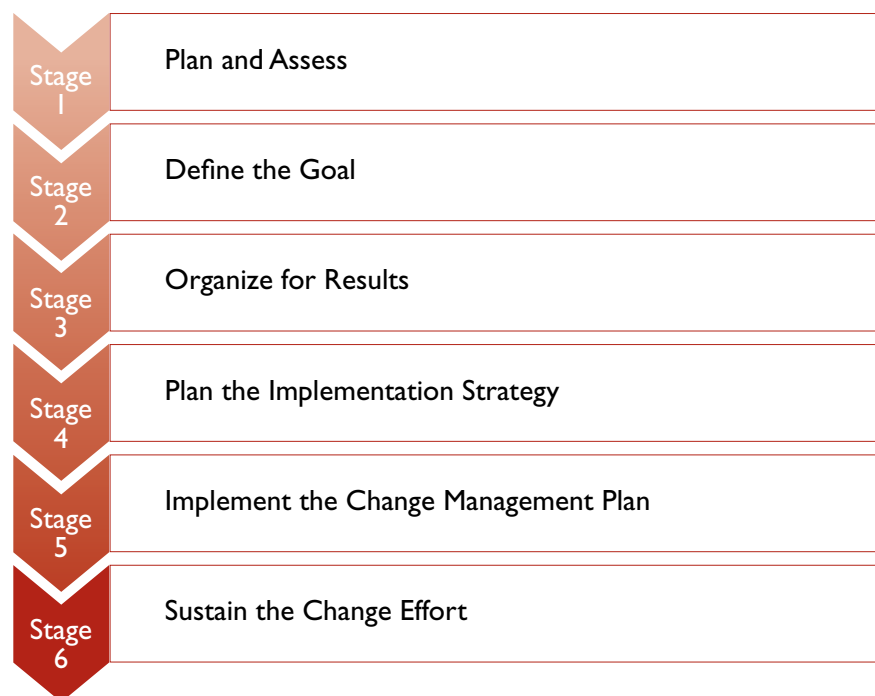 Stage
1
Plan and Assess
Stage
2
Define the Goal
Stage
3
Organize for Results
Stage
4
Plan the Implementation Strategy
Stage
5
Implement the Change Management Plan
Stage
6
Sustain the Change Effort